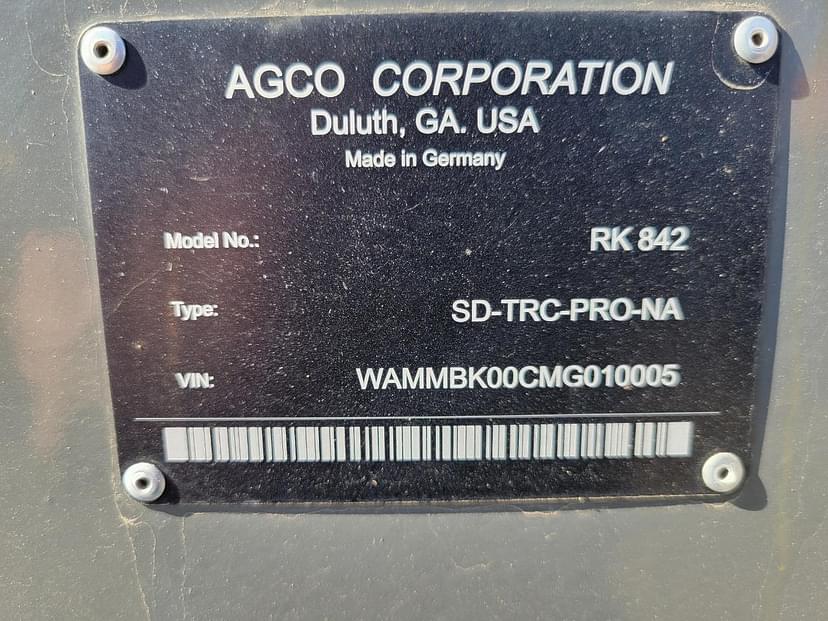 AGCO CORPORATION
Duluth, GA. USA
Made in Germany
Model No.: RK 842
Type: SD-TRC-PRO-NA
VIN: WAMMBK00CMG010005